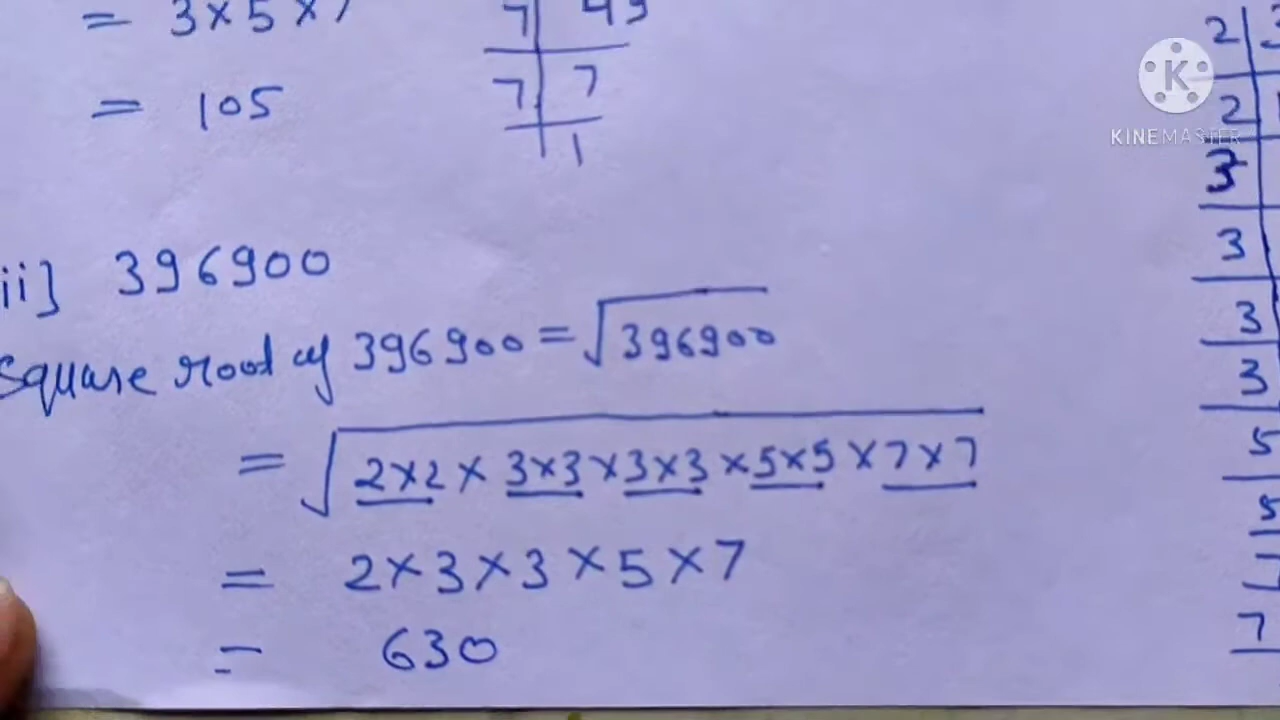 = 3×5×7
= 105
7 | 49
7 | 7
1
ii] 396900
Square root of 396900 = √396900
= √2×2×3×3×3×3×5×5×7×7
= 2×3×3×5×7
= 630
2
2
3
3
3
3
5
5
7
K
KINEMASTER